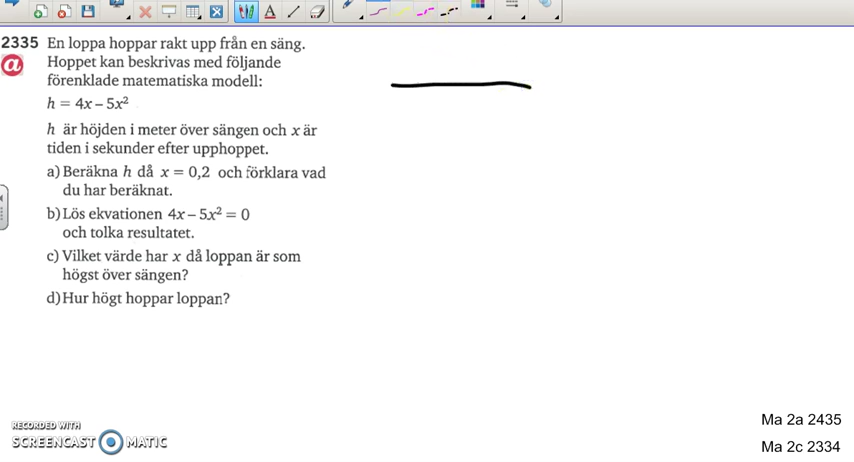 2335 En loppa hoppar rakt upp från en säng.
a Hoppet kan beskrivas med följande
förenklade matematiska modell:
h = 4x – 5x²
h är höjden i meter över sängen och x är
tiden i sekunder efter upphoppet.
a) Beräkna h då x = 0,2 och förklara vad
du har beräknat.
b) Lös ekvationen 4x – 5x² = 0
och tolka resultatet.
c) Vilket värde har x då loppan är som
högst över sängen?
d) Hur högt hoppar loppan?
Ma 2a 2435
Ma 2c 2334
RECORDED WITH
SCREENCAST MATIC